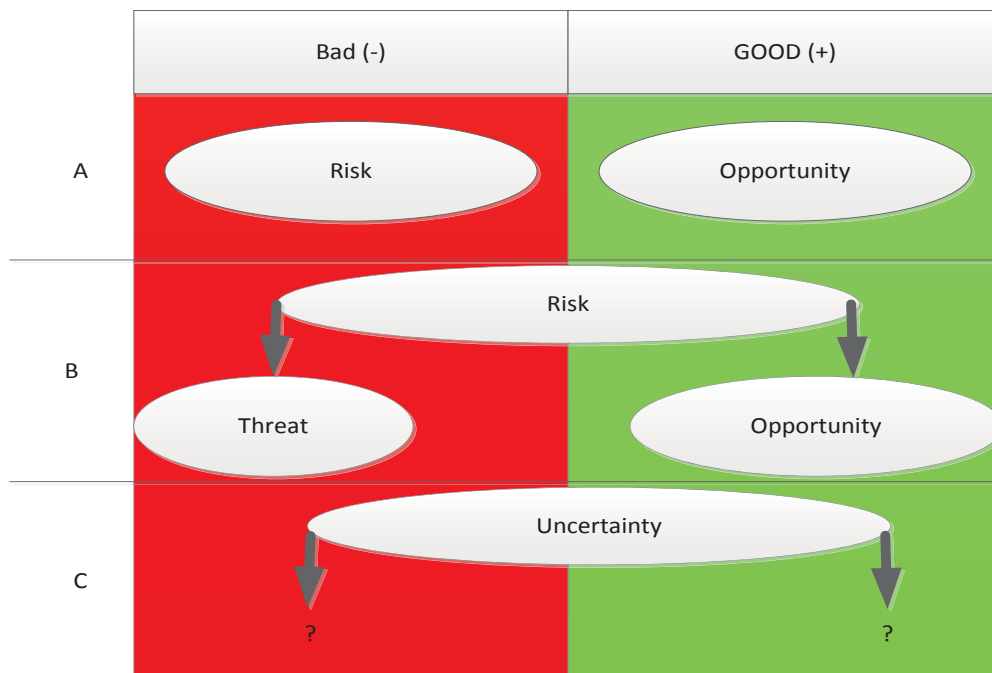 Bad (-)
GOOD (+)
A
Risk
Opportunity
Risk
B
Threat
Opportunity
Uncertainty
C
?
?